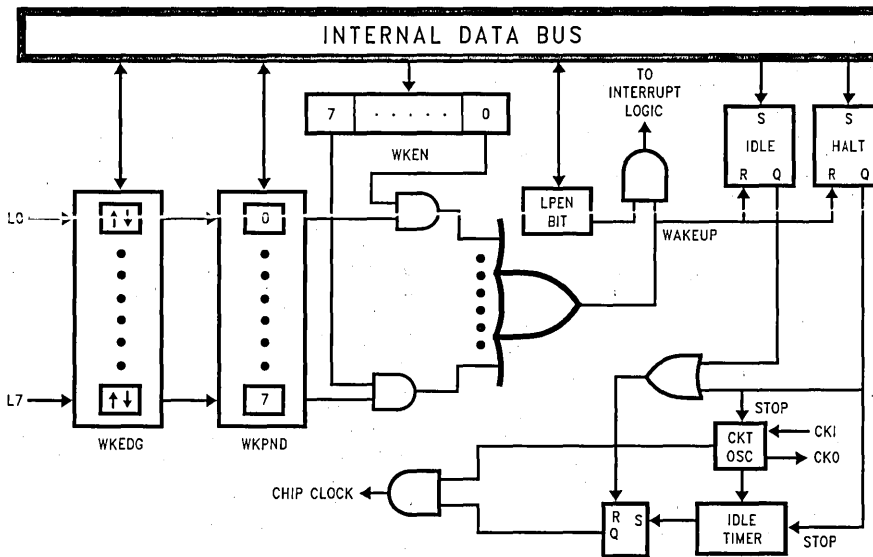 INTERNAL DATA BUS
TO
INTERRUPT
LOGIC
7 ..... 0
WKEN
S
IDLE
R Q
S
HALT
R Q
L0
↑↓
0
LPEN
BIT
WAKEUP
L7
↑↓
7
WKEDG
WKPND
STOP
CKT
OSC
CKI
CKO
CHIP CLOCK
R S
Q
IDLE
TIMER
STOP